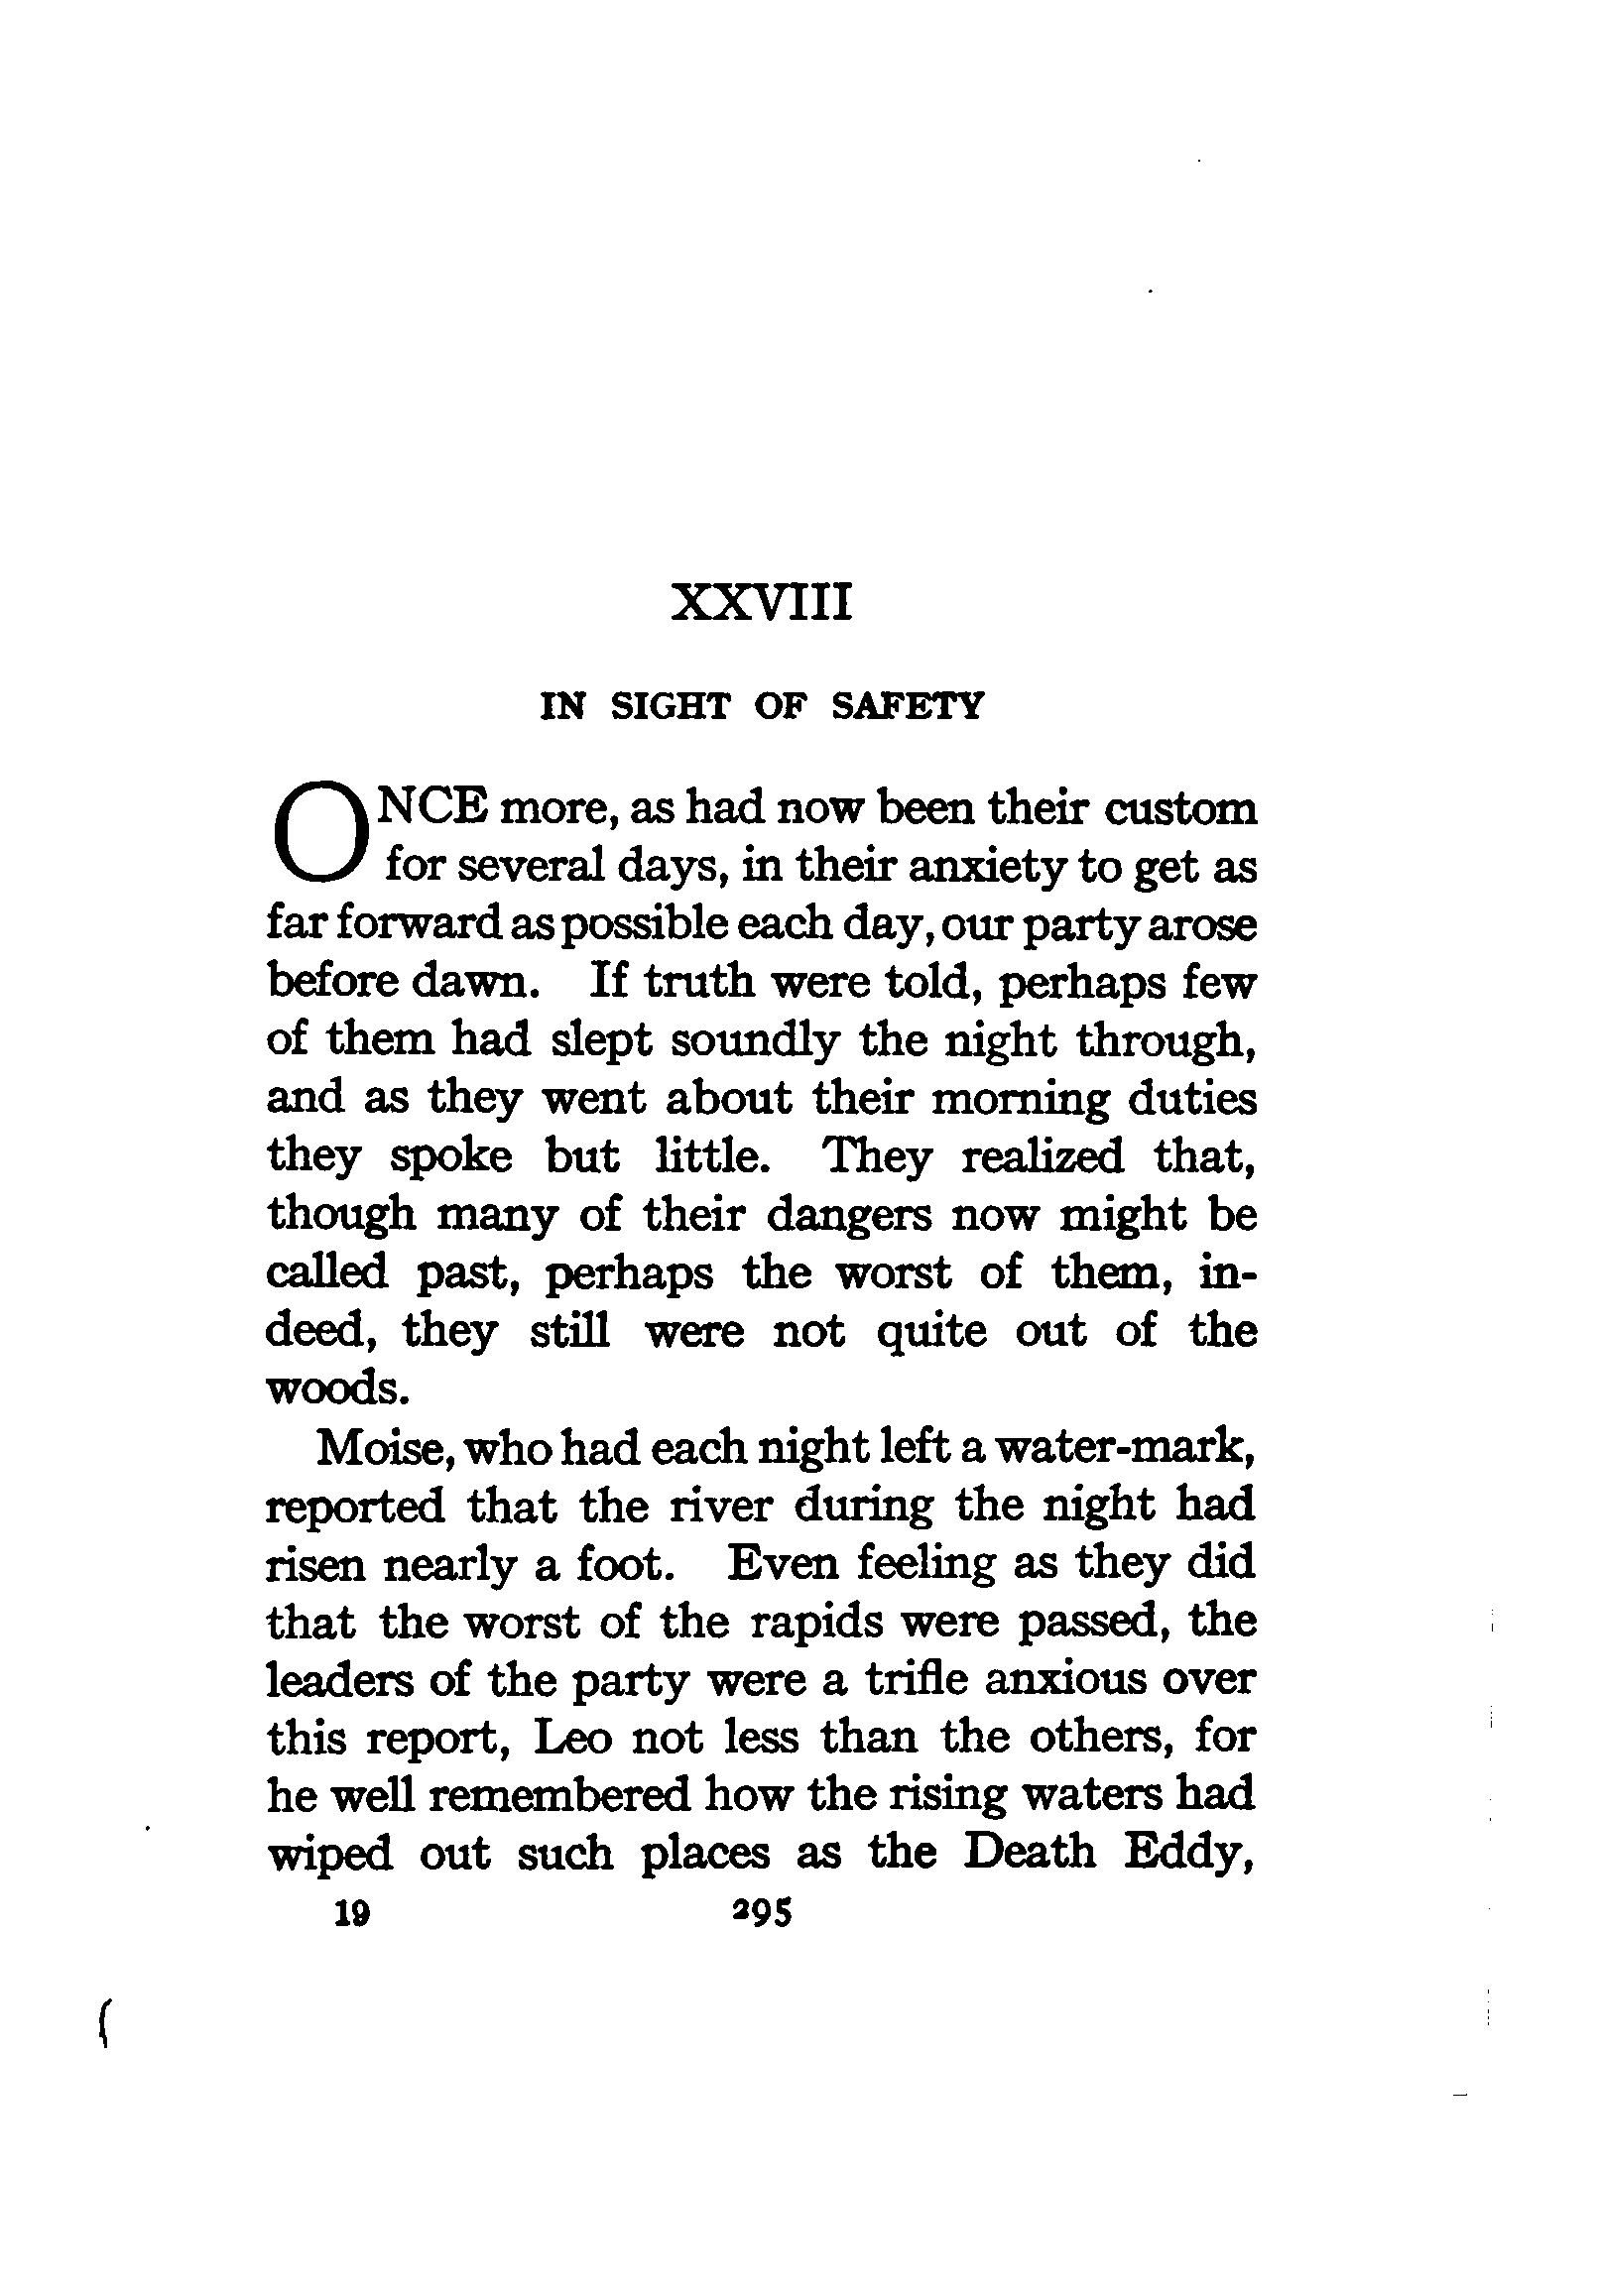 XXVIII
IN SIGHT OF SAFETY
ONCE more, as had now been their custom
for several days, in their anxiety to get as
far forward as possible each day, our party arose
before dawn. If truth were told, perhaps few
of them had slept soundly the night through,
and as they went about their morning duties
they spoke but little. They realized that,
though many of their dangers now might be
called past, perhaps the worst of them, in-
deed, they still were not quite out of the
woods.
Moise, who had each night left a water-mark,
reported that the river during the night had
risen nearly a foot. Even feeling as they did
that the worst of the rapids were passed, the
leaders of the party were a trifle anxious over
this report, Leo not less than the others, for
he well remembered how the rising waters had
wiped out such places as the Death Eddy,
19 295